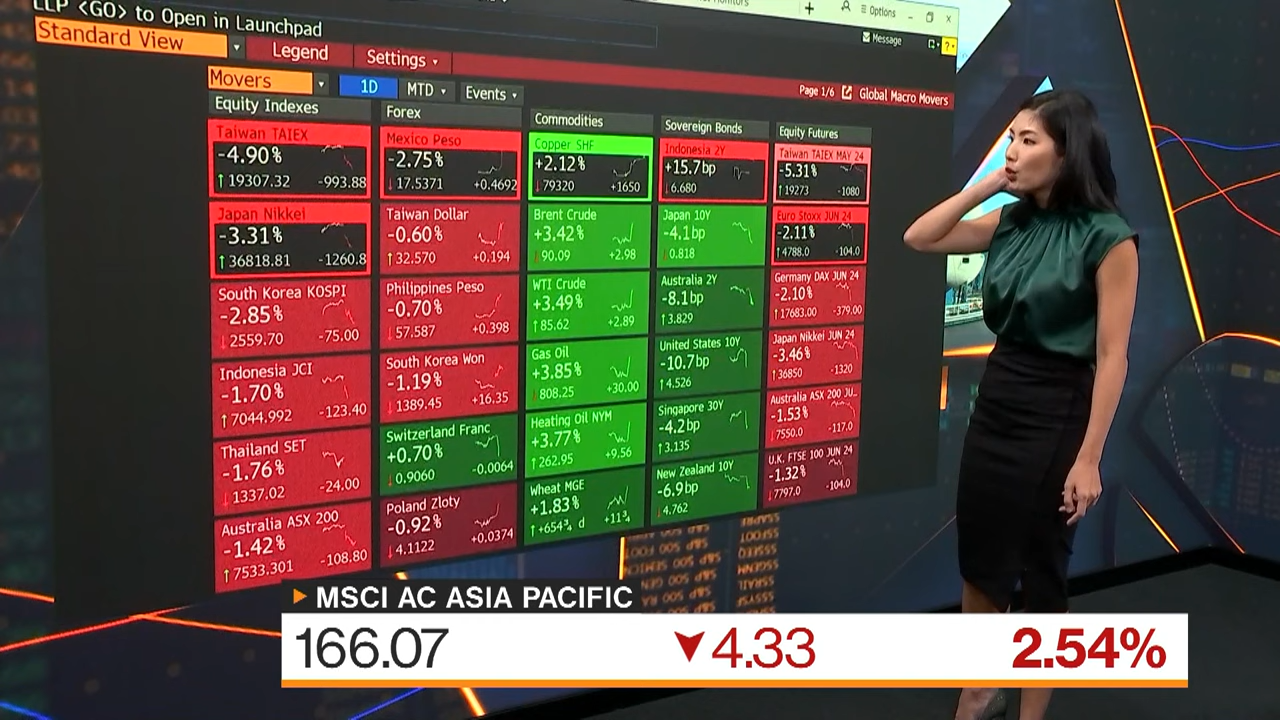 LLP <GO> to Open in Launchpad
Options
Message
Standard View
Legend
Settings
Movers
1D
MTD
Events
Page 1/6
Global Macro Movers
Equity Indexes
Taiwan TAIEX
-4.90%
↑19307.32 -993.88
Japan Nikkei
-3.31%
↑36818.81 -1260.8
South Korea KOSPI
-2.85%
↓2559.70 -75.00
Indonesia JCI
-1.70%
↑7044.992 -123.40
Thailand SET
-1.76%
↓1337.02 -24.00
Australia ASX 200
-1.42%
↑7533.301 -108.80
Forex
Mexico Peso
-2.75%
↓17.5371 +0.4692
Taiwan Dollar
-0.60%
↑32.570 +0.194
Philippines Peso
-0.70%
↓57.587 +0.398
South Korea Won
-1.19%
↓1389.45 +16.35
Switzerland Franc
+0.70%
↓0.9060 -0.0064
Poland Zloty
-0.92%
↓4.1122 +0.0374
Commodities
Copper SHF
+2.12%
↓79320 +1650
Brent Crude
+3.42%
↓90.09 +2.98
WTI Crude
+3.49%
↑85.62 +2.89
Gas Oil
+3.85%
↓808.25 +30.00
Heating Oil NYM
+3.77%
↑262.95 +9.56
Wheat MGE
+1.83%
↑+654¾ d +11¾
Sovereign Bonds
Indonesia 2Y
+15.7bp
↓6.680
Japan 10Y
-4.1bp
↓0.818
Australia 2Y
-8.1bp
↑3.829
United States 10Y
-10.7bp
↑4.526
Singapore 30Y
-4.2bp
↑3.135
New Zealand 10Y
-6.9bp
↓4.762
Equity Futures
Taiwan TAIEX MAY 24
-5.31%
↑19273 -1080
Euro Stoxx JUN 24
-2.11%
↑4788.0 -104.0
Germany DAX JUN 24
-2.10%
↑17683.00 -379.00
Japan Nikkei JUN 24
-3.46%
↑36850 -1320
Australia ASX 200 JU..
-1.53%
↓7550.0 -117.0
U.K. FTSE 100 JUN 24
-1.32%
↓7797.0 -104.0
MSCI AC ASIA PACIFIC
166.07 ▼4.33 2.54%